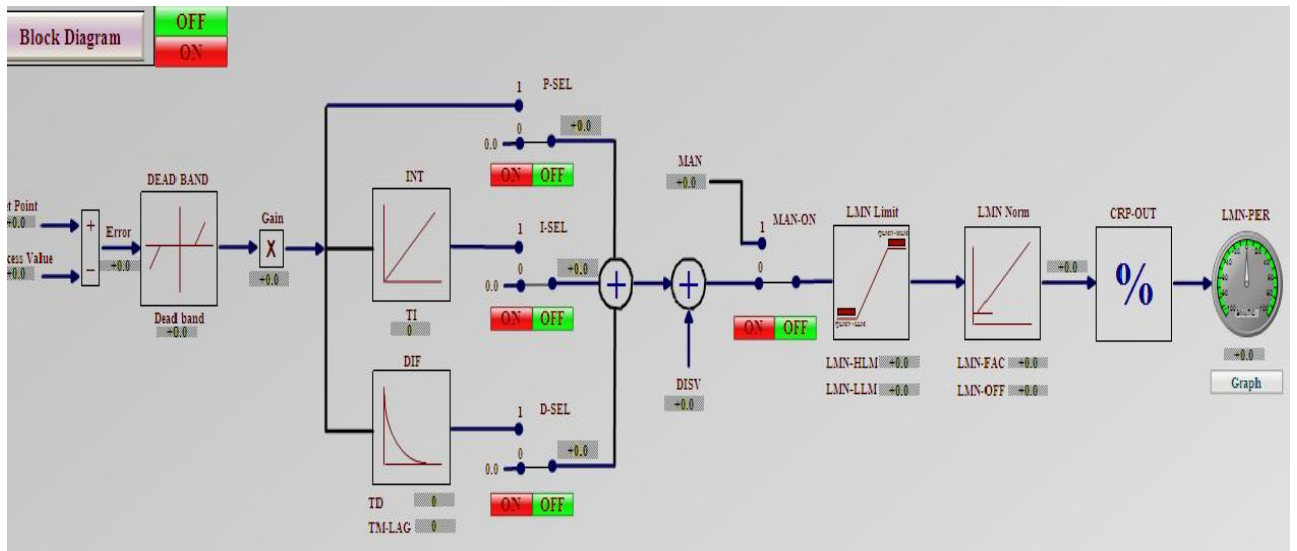 Block Diagram
OFF
ON
P-SEL
1
0
0.0
+0.0
ON OFF
DEAD BAND
Dead band
+0.0
+0.0
+
−
Error
+0.0
+0.0
Gain
X
+0.0
INT
TI
0
I-SEL
1
0
0.0
+0.0
ON OFF
DIF
TD 0
TM-LAG 0
D-SEL
1
0
0.0
+0.0
ON OFF
+
+
DISV
+0.0
MAN
+0.0
MAN-ON
1
0
ON OFF
LMN Limit
QLMN-HLM
QLMN-LLM
LMN-HLM +0.0
LMN-LLM +0.0
LMN Norm
LMN-FAC +0.0
LMN-OFF +0.0
+0.0
CRP-OUT
%
LMN-PER
+0.0
Graph